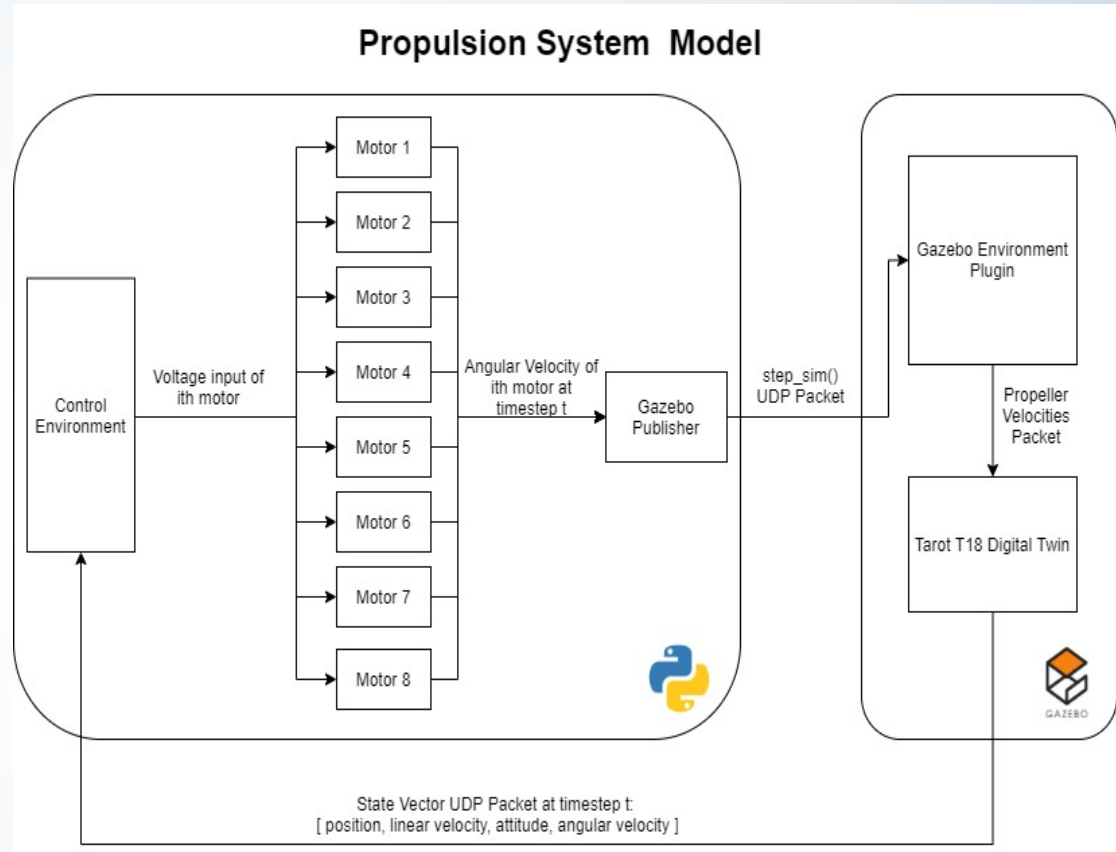 Propulsion System Model
Motor 1
Motor 2
Motor 3
Motor 4
Motor 5
Motor 6
Motor 7
Motor 8
Control
Environment
Voltage input of
ith motor
Angular Velocity of
ith motor at
timestep t
Gazebo
Publisher
step_sim()
UDP Packet
Gazebo Environment
Plugin
Propeller
Velocities
Packet
Tarot T18 Digital Twin
GAZEBO
State Vector UDP Packet at timestep t:
[ position, linear velocity, attitude, angular velocity ]